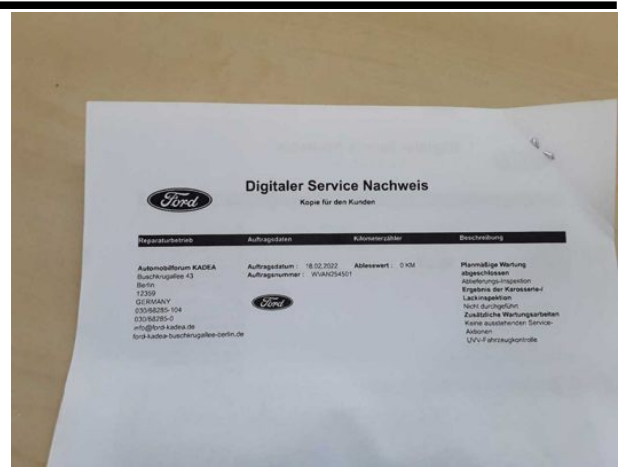 Ford
Digitaler Service Nachweis
Kopie für den Kunden
Reparaturbetrieb Auftragsdaten Kilometerzähler Beschreibung
Automobilforum KADEA
Buschkrugallee 43
Berlin
12359
GERMANY
030/68285-104
030/68285-0
info@ford-kadea.de
ford-kadea-buscherugallee-berlin.de
Auftragsdatum : 18.02.2022
Auftragsnummer : WVAN254501
Ford
Ablesewert : 0 KM
Planmäßige Wartung
abgeschlossen
Ablieferungs-Inspektion
Ergebnis der Karosserie-/
Lackinspektion
Nicht durchgeführt
Zusätzliche Wartungsarbeiten
Keine ausstehenden Service-
Aktionen
UVV-Fahrzeugkontrolle